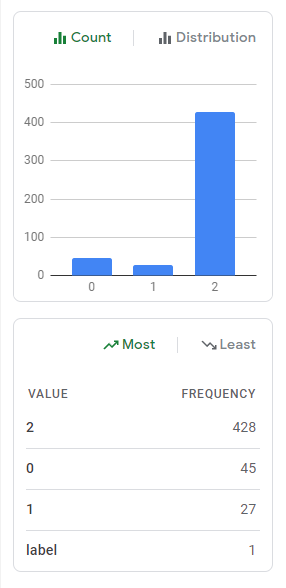 Count Distribution
500
400
300
200
100
0
0 1 2
Most Least
VALUE FREQUENCY
2 428
0 45
1 27
label 1